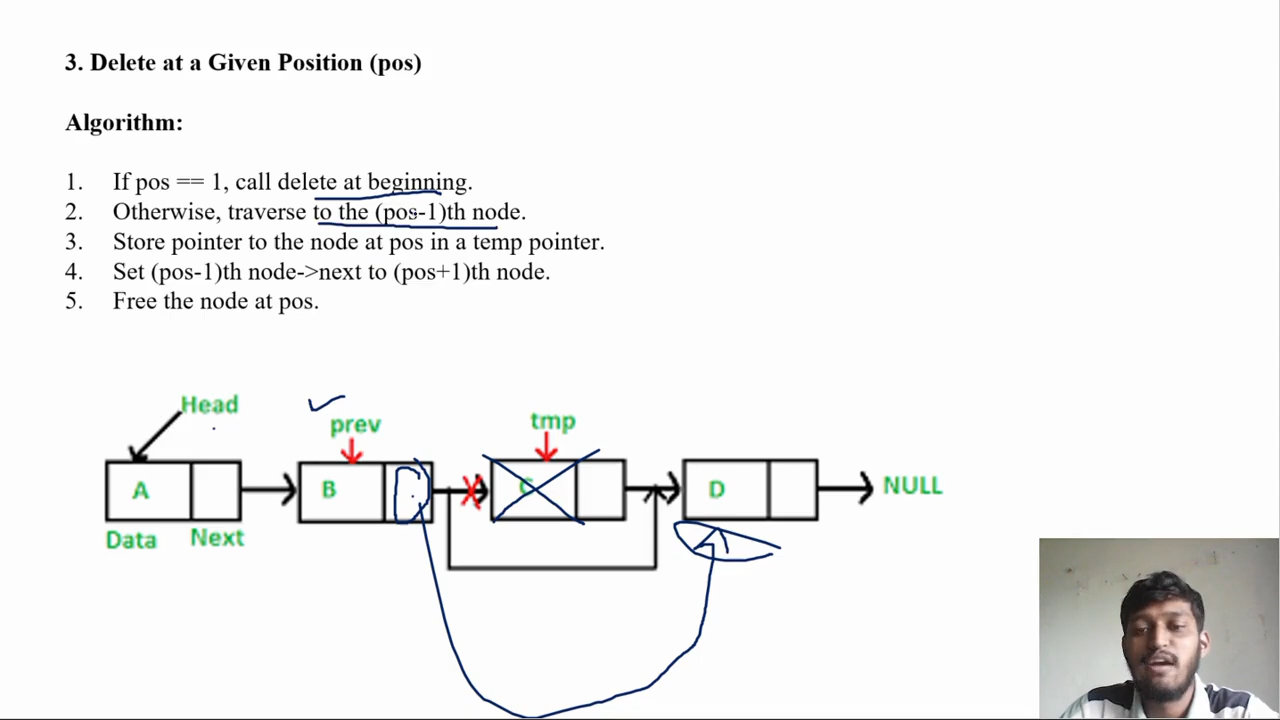 3. Delete at a Given Position (pos)
Algorithm:
1. If pos == 1, call delete at beginning.
2. Otherwise, traverse to the (pos-1)th node.
3. Store pointer to the node at pos in a temp pointer.
4. Set (pos-1)th node->next to (pos+1)th node.
5. Free the node at pos.
Head
prev
tmp
A
B
C
D
NULL
Data
Next